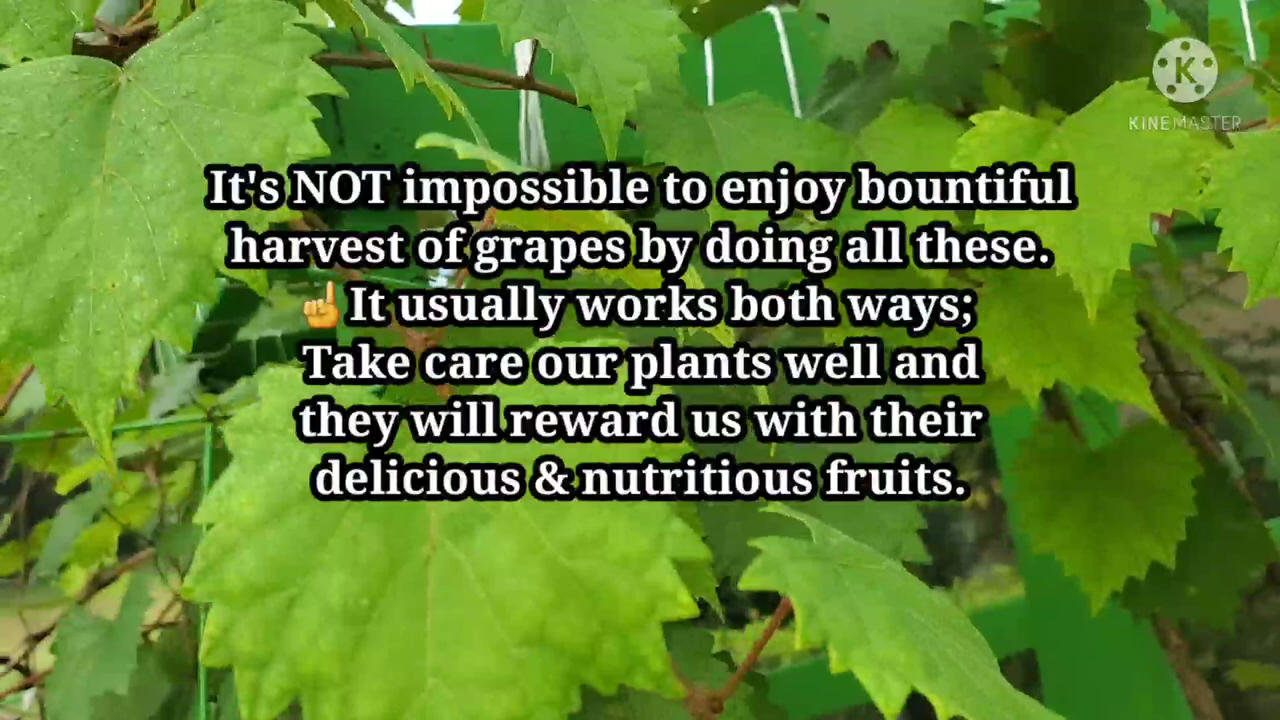 KINEMASTER
It's NOT impossible to enjoy bountiful
harvest of grapes by doing all these.
☝️It usually works both ways;
Take care our plants well and
they will reward us with their
delicious & nutritious fruits.